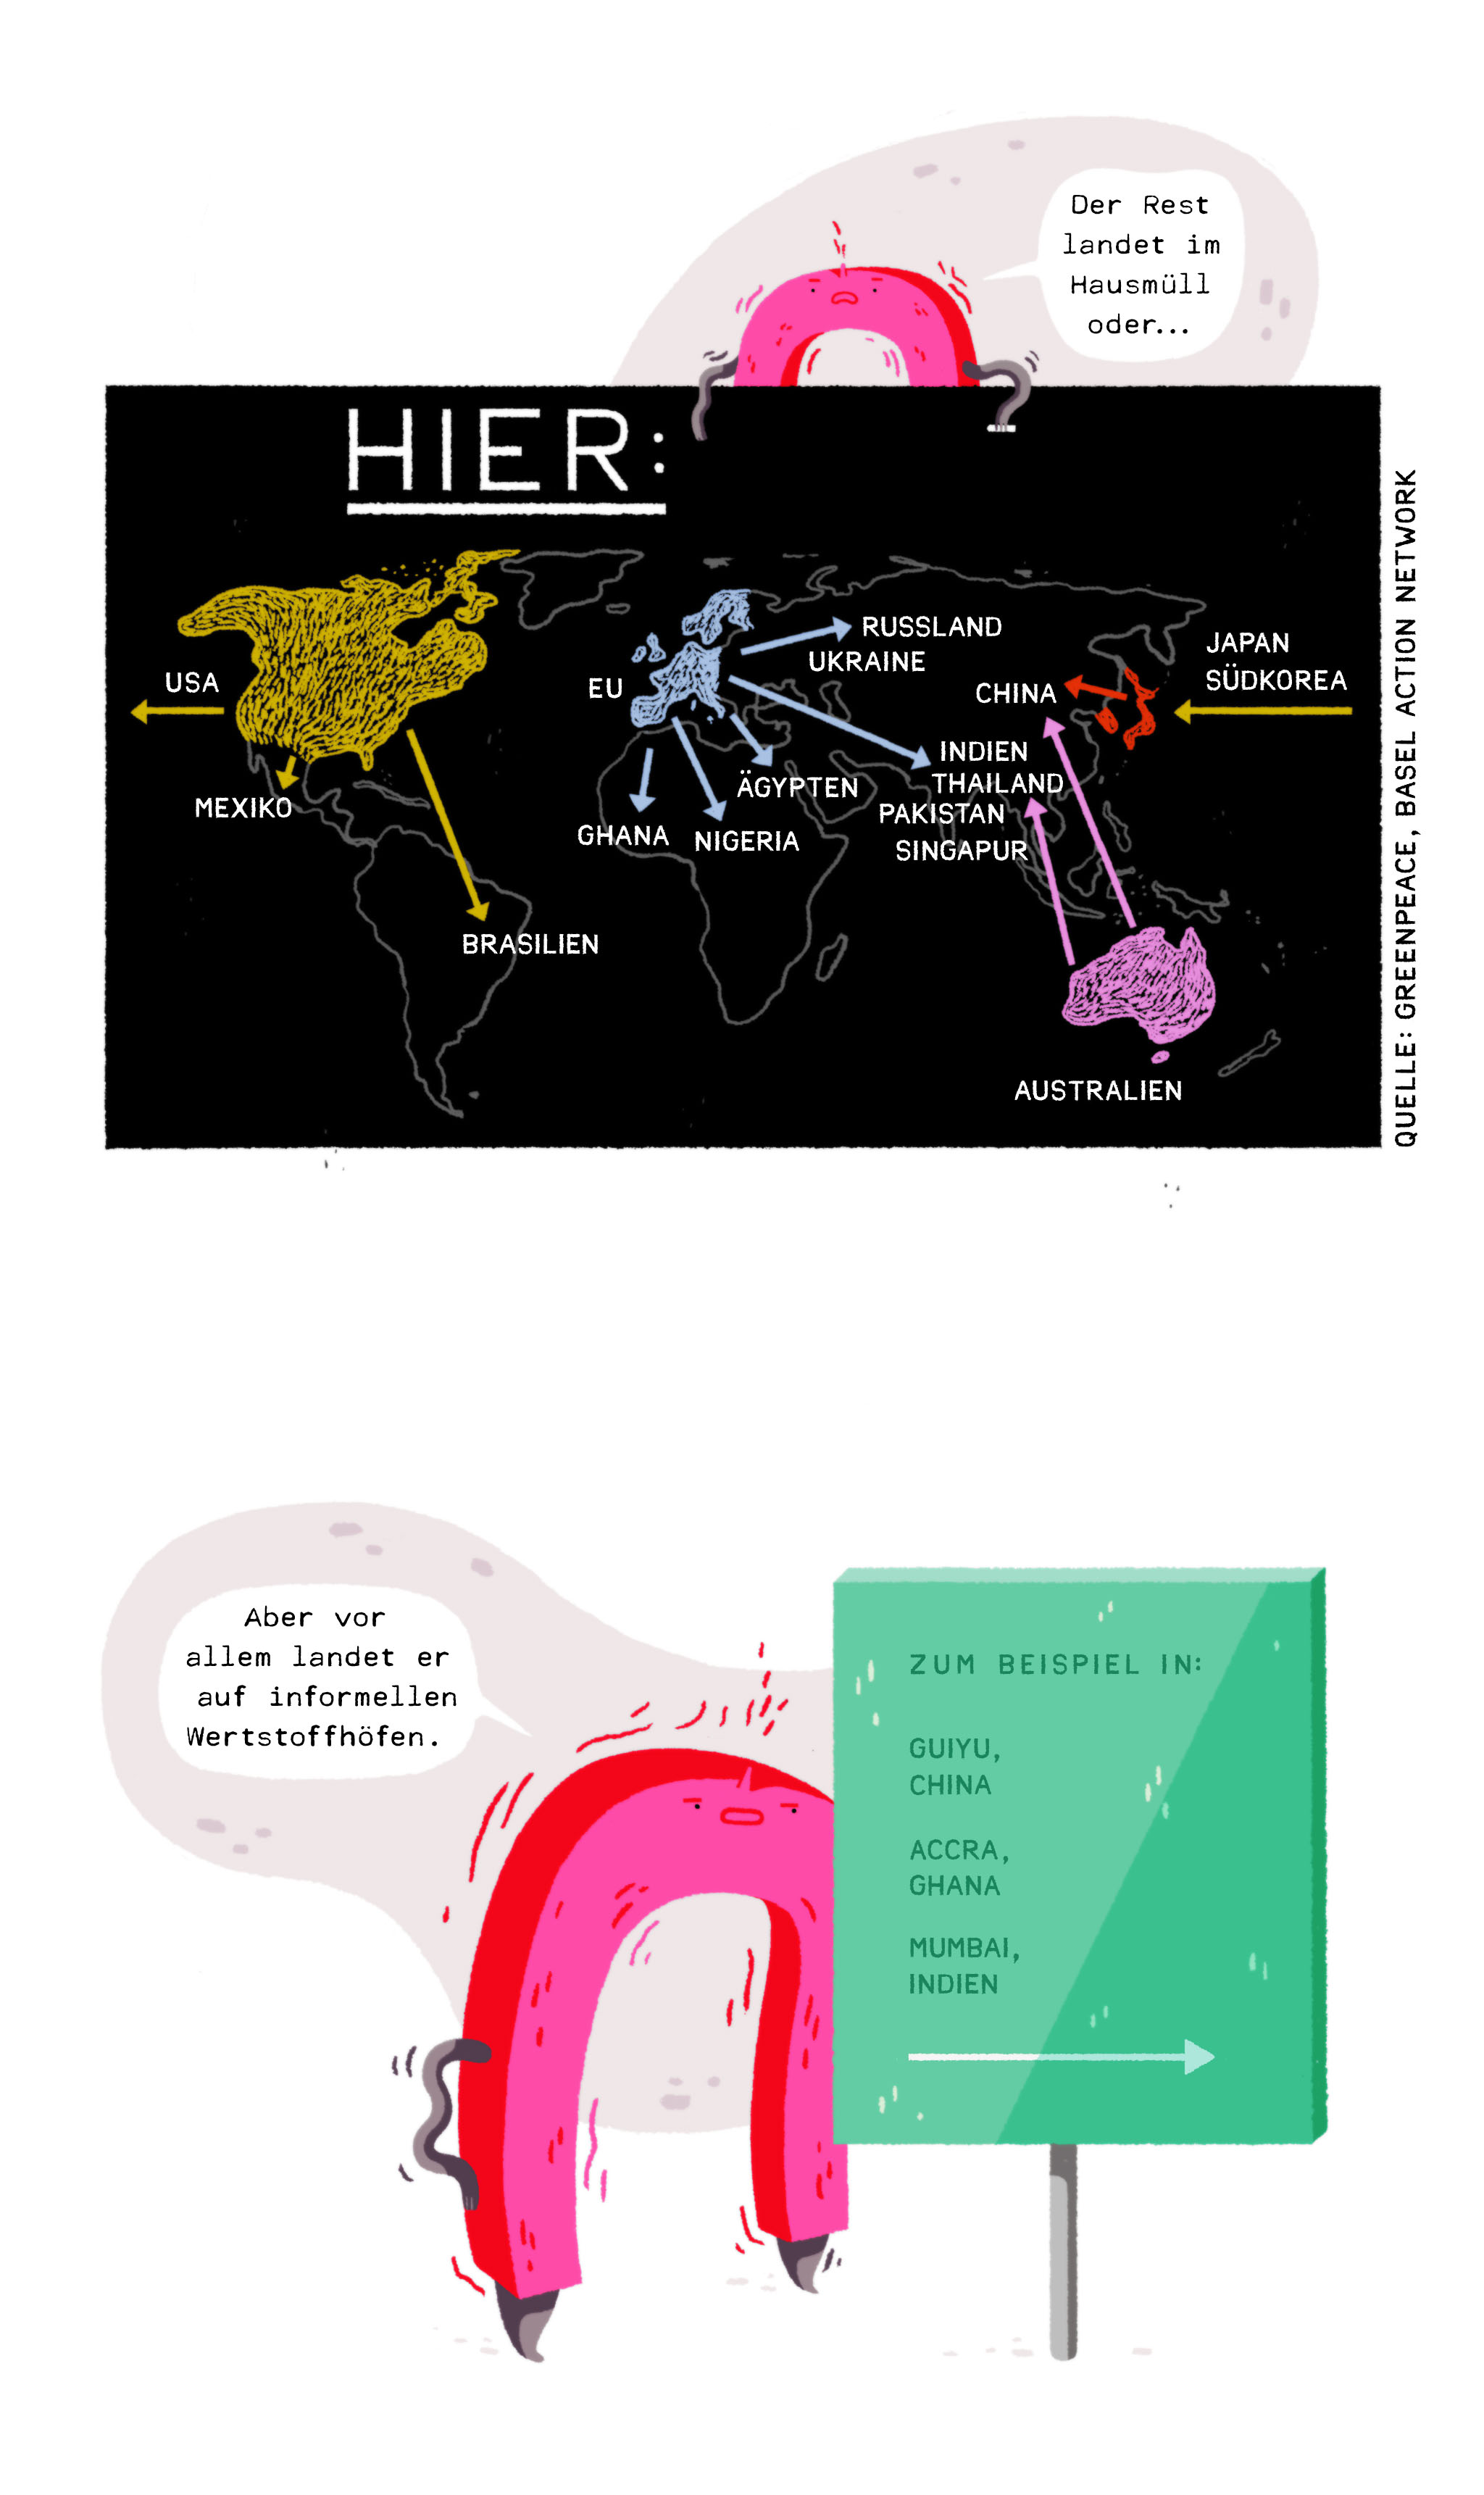 Der Rest
landet im
Hausmüll
oder...
HIER:
USA
MEXIKO
BRASILIEN
EU
RUSSLAND
UKRAINE
GHANA
NIGERIA
ÄGYPTEN
INDIEN
THAILAND
PAKISTAN
SINGAPUR
CHINA
JAPAN
SÜDKOREA
AUSTRALIEN
QUELLE: GREENPEACE, BASEL ACTION NETWORK
Aber vor
allem landet er
auf informellen
Wertstoffhöfen.
ZUM BEISPIEL IN:
GUIYU,
CHINA
ACCRA,
GHANA
MUMBAI,
INDIEN